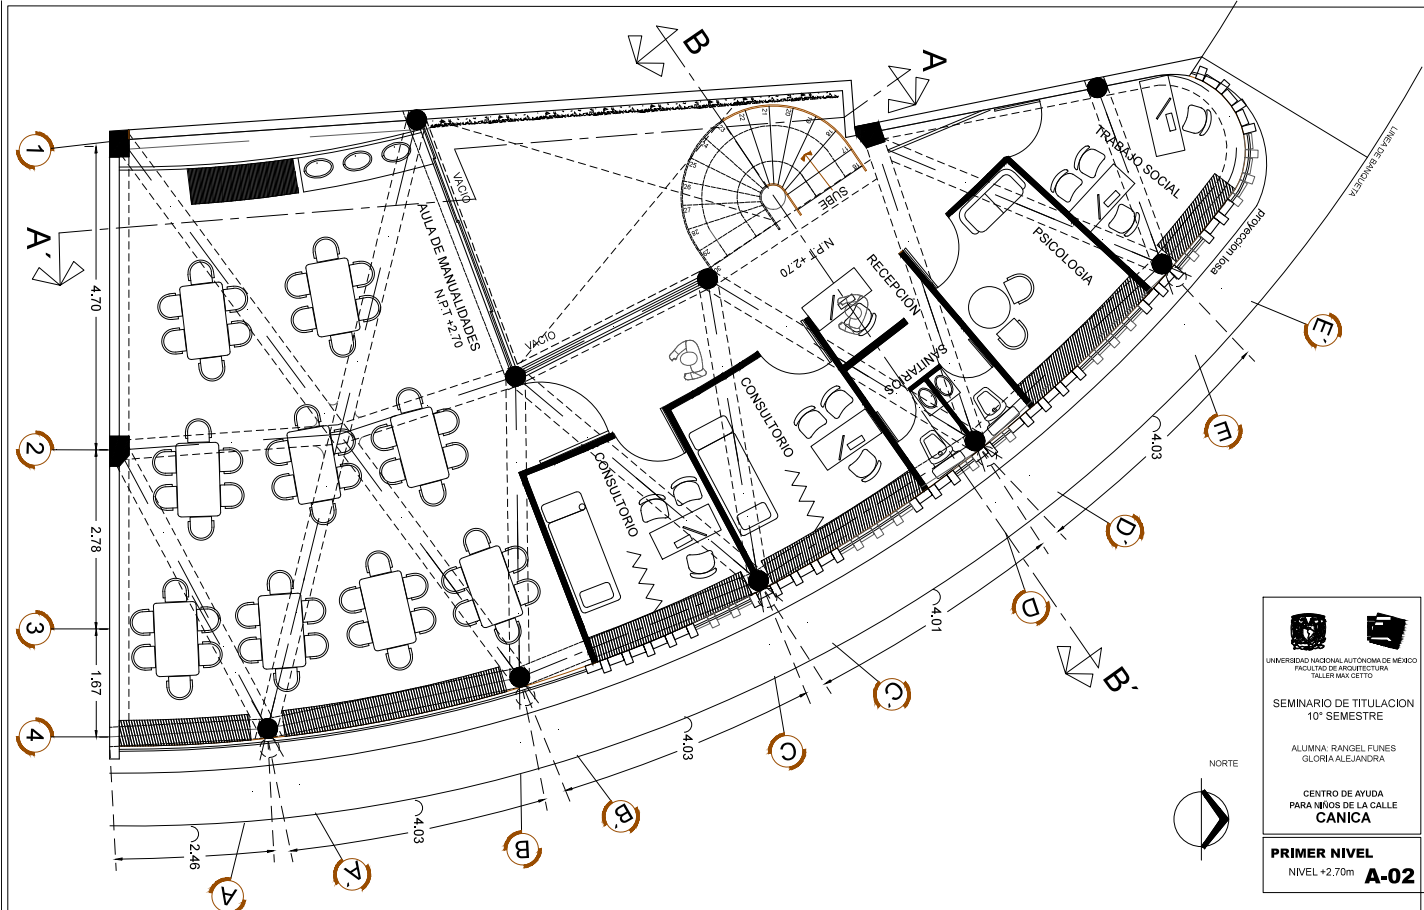 B
A
1
A´
4.70
2
2.78
3
1.67
4
VACIO
AULA DE MANUALIDADES
N.P.T +2.70
VACIO
SUBE
N.P.T +2.70
RECEPCIÓN
SANITARIOS
PSICOLOGIA
TRABAJO SOCIAL
CONSULTORIO
CONSULTORIO
proyeccion losa
LINEA DE BANQUETA
E´
E
4.03
D´
D
4.01
B´
C´
C
4.03
B´
B
4.03
A´
A
2.46
NORTE
UNIVERSIDAD NACIONAL AUTÓNOMA DE MÉXICO
FACULTAD DE ARQUITECTURA
TALLER MAX CETTO
SEMINARIO DE TITULACION
10° SEMESTRE
ALUMNA: RANGEL FUNES
GLORIA ALEJANDRA
CENTRO DE AYUDA
PARA NIÑOS DE LA CALLE
CANICA
PRIMER NIVEL
NIVEL +2.70m A-02